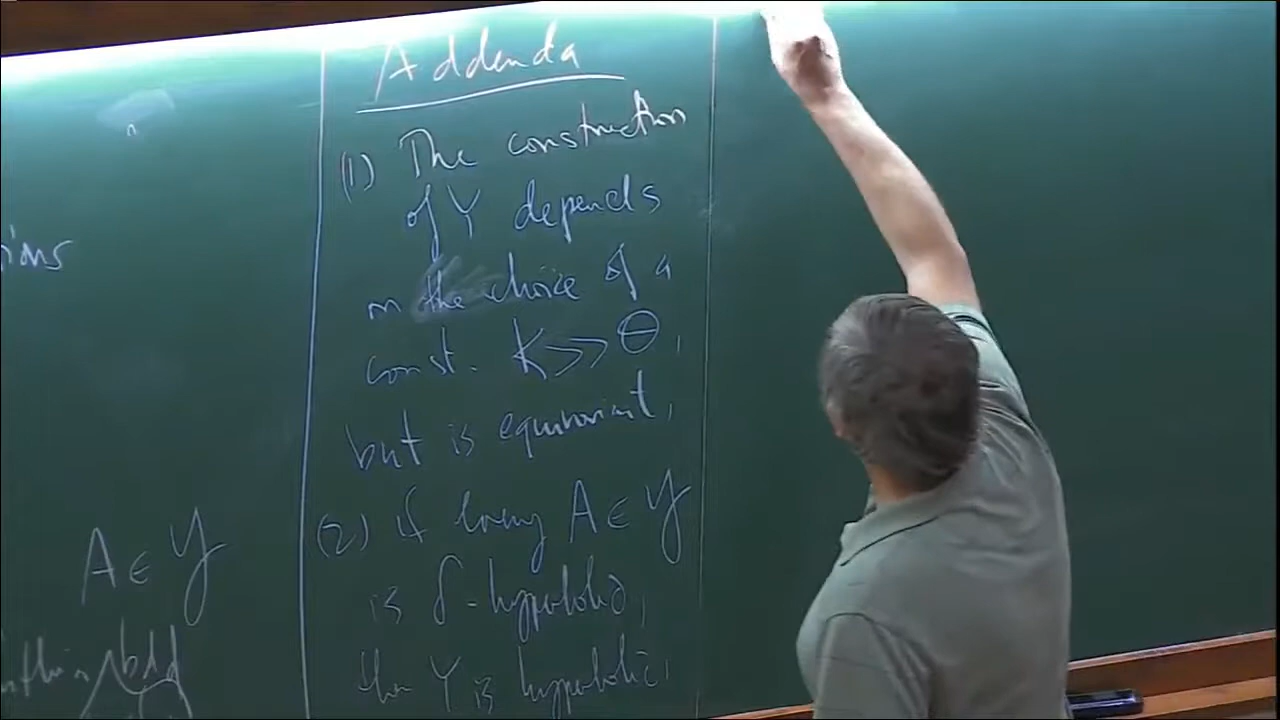 ions
A ∈ Y
bdd
Addenda
(1) The construction
of Y depends
on the choice of a
const. K >> Θ,
but is equivariant,
(2) if every A ∈ Y
is δ-hyperbolic,
then Y is hyperbolic.